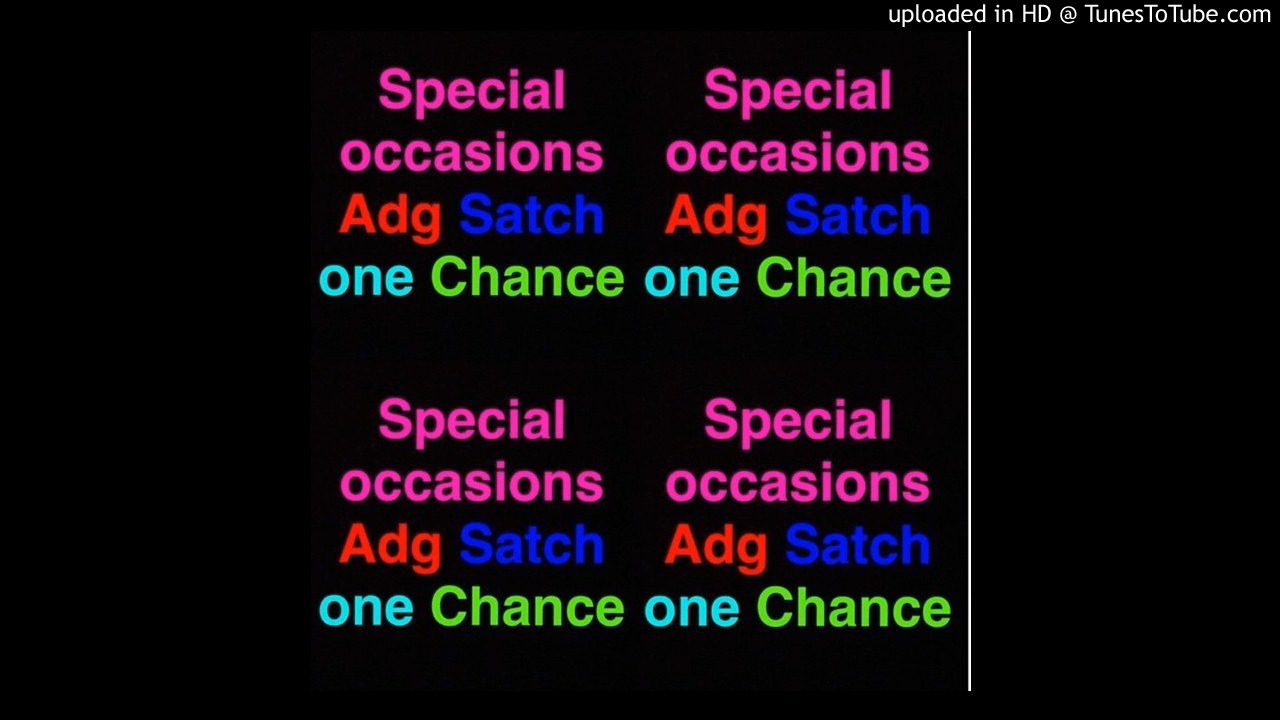 uploaded in HD @ TunesToTube.com
Special
occasions
Adg Satch
one Chance
Special
occasions
Adg Satch
one Chance
Special
occasions
Adg Satch
one Chance
Special
occasions
Adg Satch
one Chance